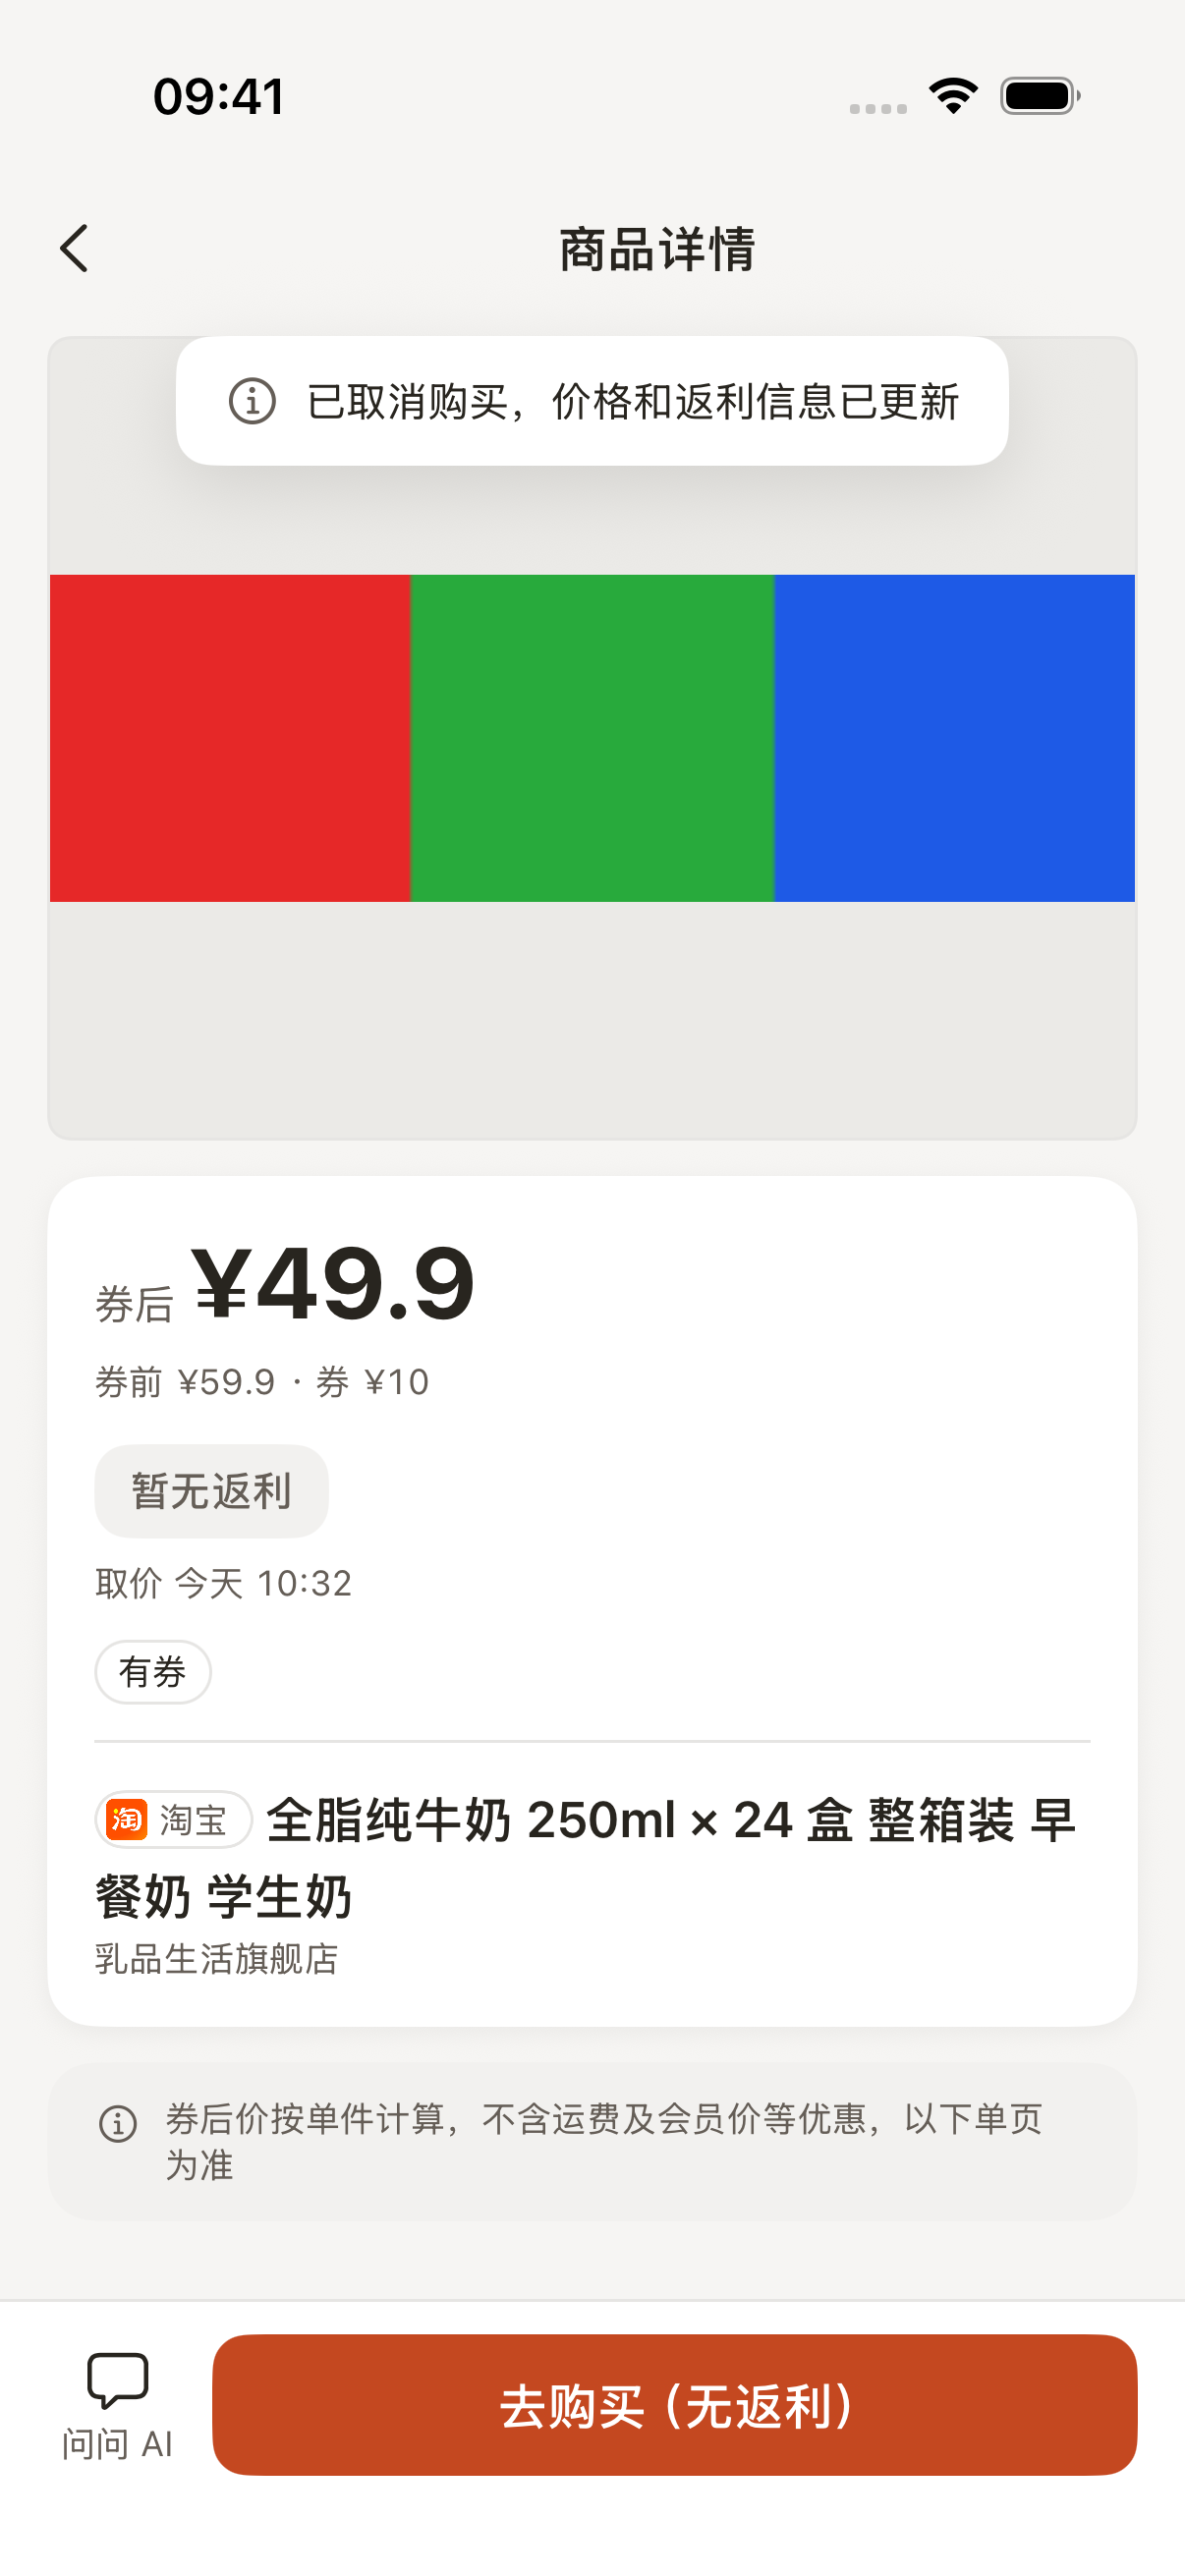 09:41
商品详情
已取消购买，价格和返利信息已更新
券后 ¥49.9
券前 ¥59.9 · 券 ¥10
暂无返利
取价 今天 10:32
有券
淘 淘宝 全脂纯牛奶 250ml × 24 盒 整箱装 早
餐奶 学生奶
乳品生活旗舰店
券后价按单件计算，不含运费及会员价等优惠，以下单页
为准
问问 AI
去购买（无返利）